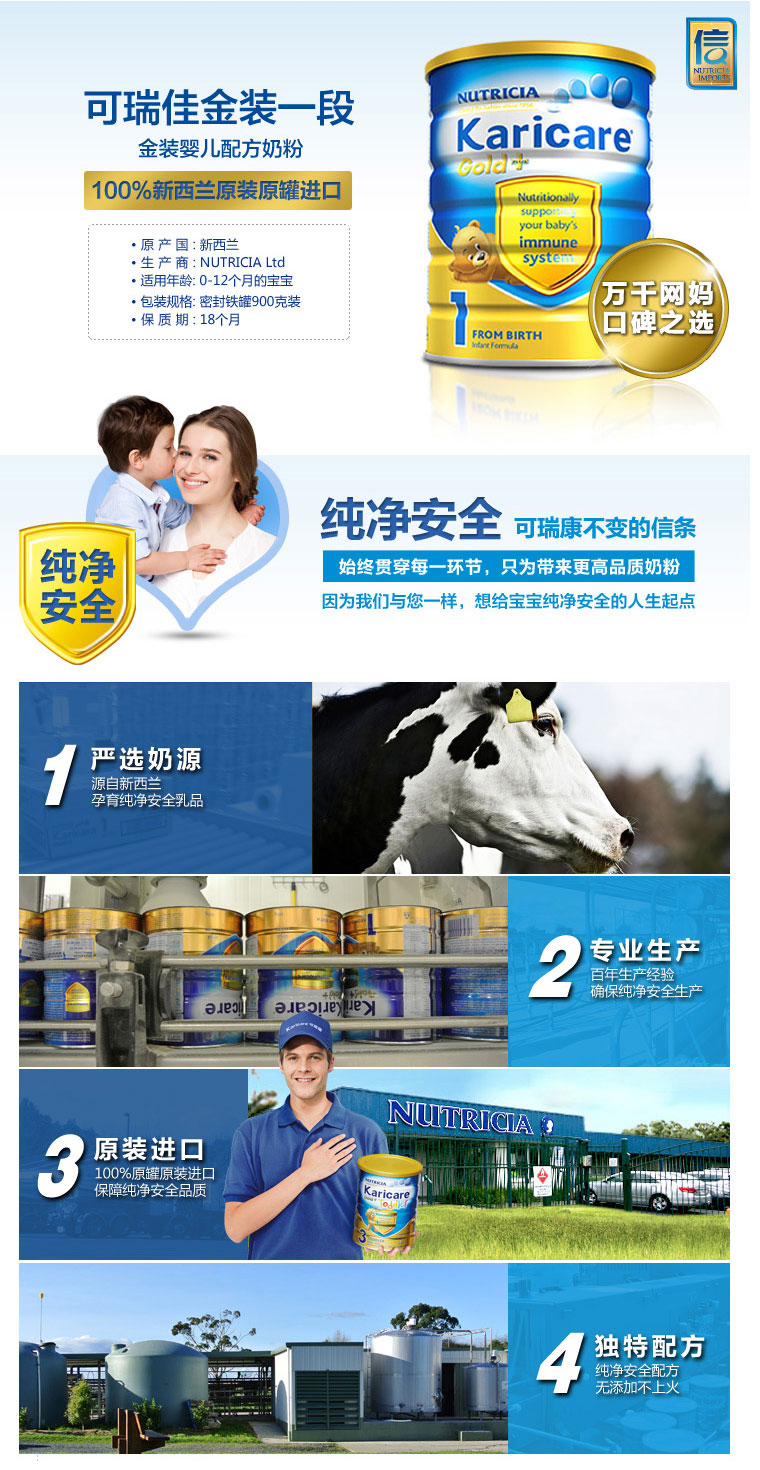 信
NUTRICIA
IMPORT
可瑞佳金装一段
金装婴儿配方奶粉
100%新西兰原装原罐进口
• 原 产 国 : 新西兰
• 生 产 商 : NUTRICIA Ltd
• 适用年龄: 0-12个月的宝宝
• 包装规格: 密封铁罐900克装
• 保 质 期 : 18个月
NUTRICIA
Karicare
Gold+
Nutritionally
supporting
your baby's
immune
system
1
FROM BIRTH
Infant Formula
万千网妈
口碑之选
纯净
安全
纯净安全 可瑞康不变的信条
始终贯穿每一环节，只为带来更高品质奶粉
因为我们与您一样，想给宝宝纯净安全的人生起点
1 严选奶源
源自新西兰
孕育纯净安全乳品
Karicare
Karicare
Gold+
1
2 专业生产
百年生产经验
确保纯净安全生产
3 原装进口
100%原罐原装进口
保障纯净安全品质
Karicare
NUTRICIA
NUTRICIA
Karicare
Toddler
3
4 独特配方
纯净安全配方
无添加不上火